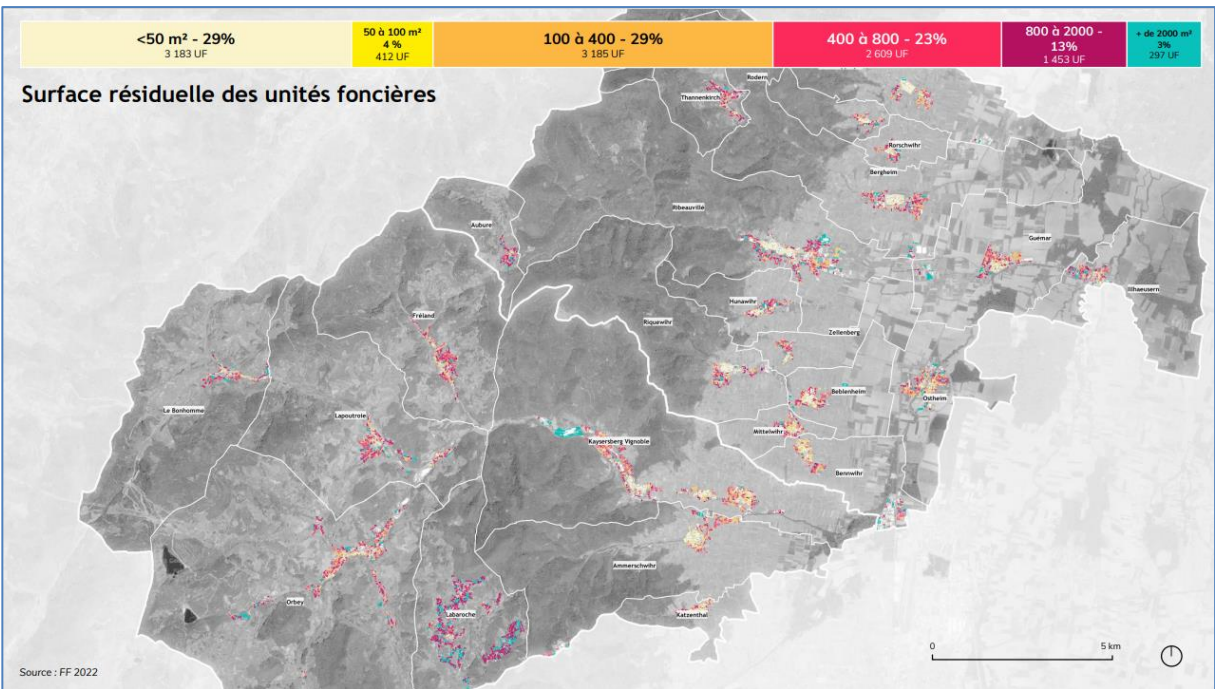 <50 m² - 29%
3 183 UF
50 à 100 m²
4 %
412 UF
100 à 400 - 29%
3 185 UF
400 à 800 - 23%
2 609 UF
800 à 2000 -
13%
1 453 UF
+ de 2000 m²
3%
297 UF
Surface résiduelle des unités foncières
Rodern
Thannenkirch
Rorschwihr
Bergheim
Ribeauvillé
Aubure
Guémar
Illhaeusern
Hunawihr
Fréland
Riquewihr
Zellenberg
Beblenheim
Ostheim
Le Bonhomme
Lapoutroie
Kaysersberg Vignoble
Mittelwihr
Bennwihr
Ammerschwihr
Orbey
Labaroche
Katzenthal
0
5 km
Source : FF 2022